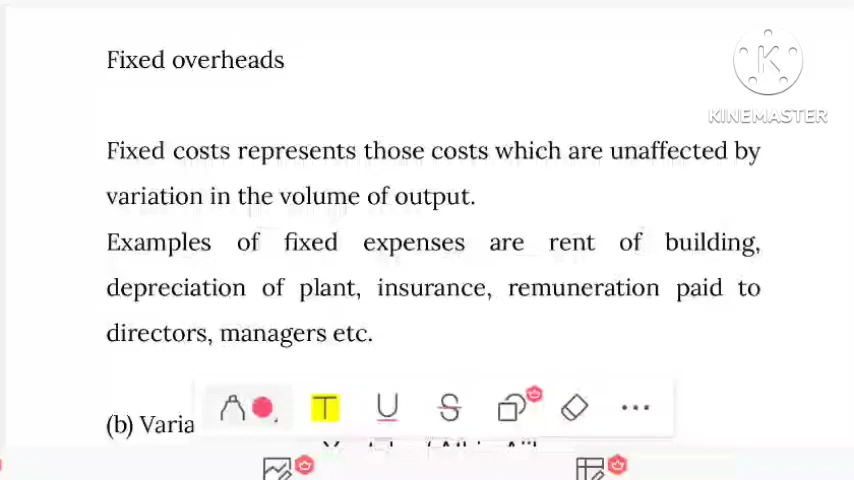 Fixed overheads
KINEMASTER
Fixed costs represents those costs which are unaffected by
variation in the volume of output.
Examples of fixed expenses are rent of building,
depreciation of plant, insurance, remuneration paid to
directors, managers etc.
(b) Varia